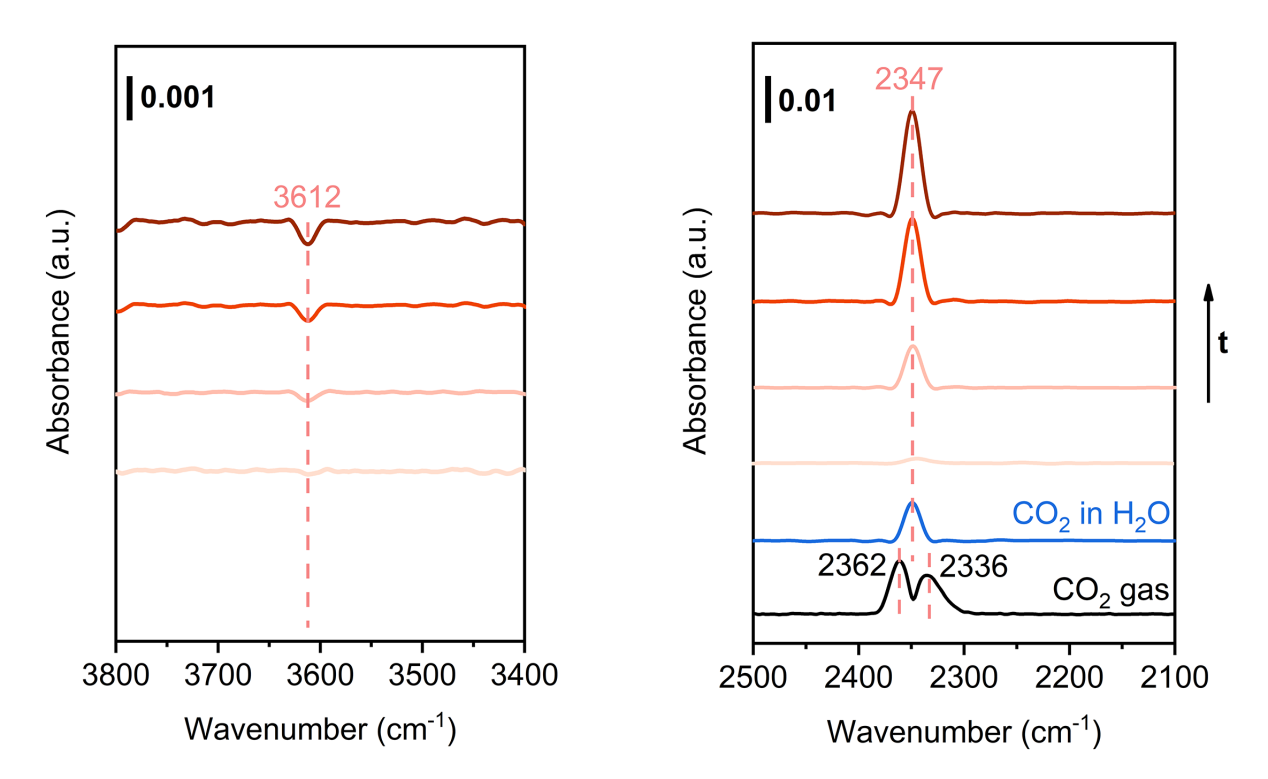 0.001
3612
Absorbance (a.u.)
3800 3700 3600 3500 3400
Wavenumber (cm⁻¹)
2347
0.01
Absorbance (a.u.)
t
CO₂ in H₂O
2362 2336
CO₂ gas
2500 2400 2300 2200 2100
Wavenumber (cm⁻¹)